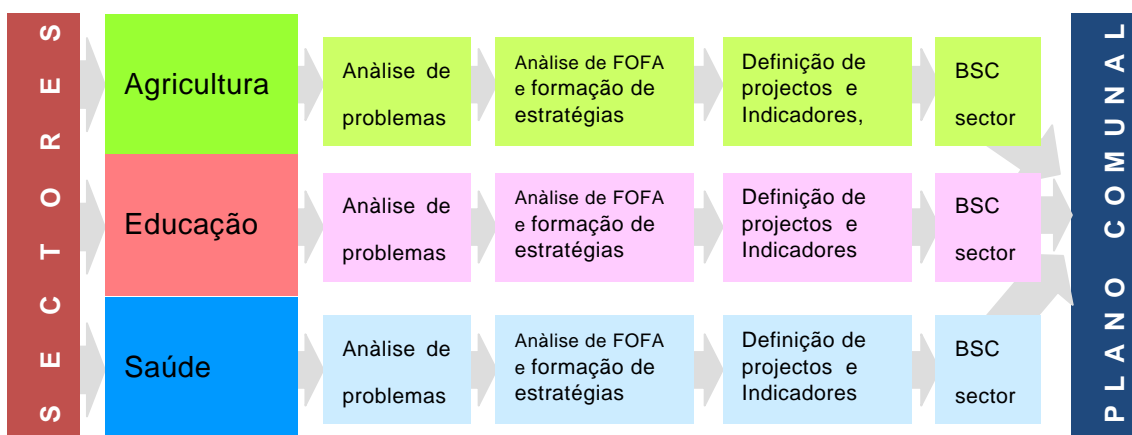 SECTORES
Agricultura
Anàlise de
problemas
Anàlise de FOFA
e formação de
estratégias
Definição de
projectos e
Indicadores,
BSC
sector
Educação
Anàlise de
problemas
Anàlise de FOFA
e formação de
estratégias
Definição de
projectos e
Indicadores
BSC
sector
Saúde
Anàlise de
problemas
Anàlise de FOFA
e formação de
estratégias
Definição de
projectos e
Indicadores
BSC
sector
PLANO COMUNAL